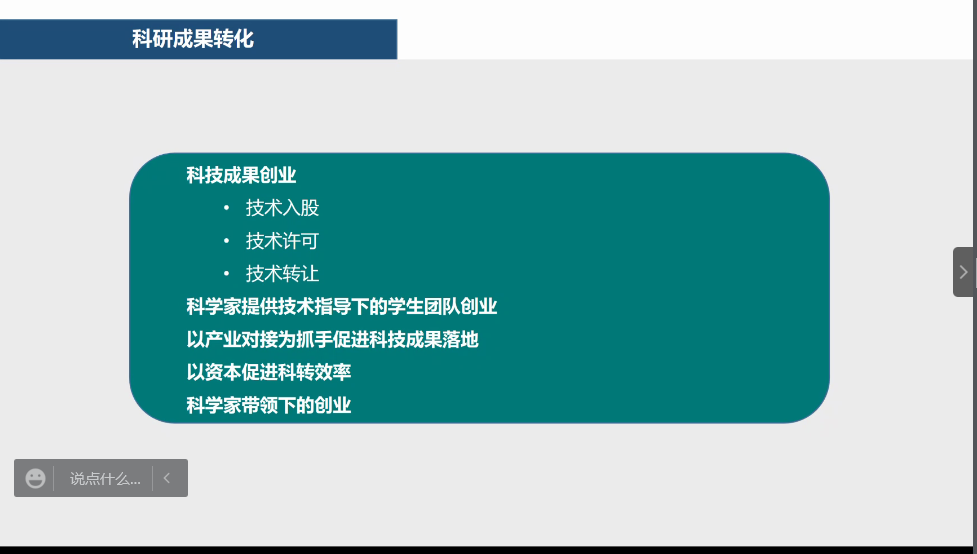 科研成果转化
科技成果创业
• 技术入股
• 技术许可
• 技术转让
科学家提供技术指导下的学生团队创业
以产业对接为抓手促进科技成果落地
以资本促进科转效率
科学家带领下的创业
说点什么...